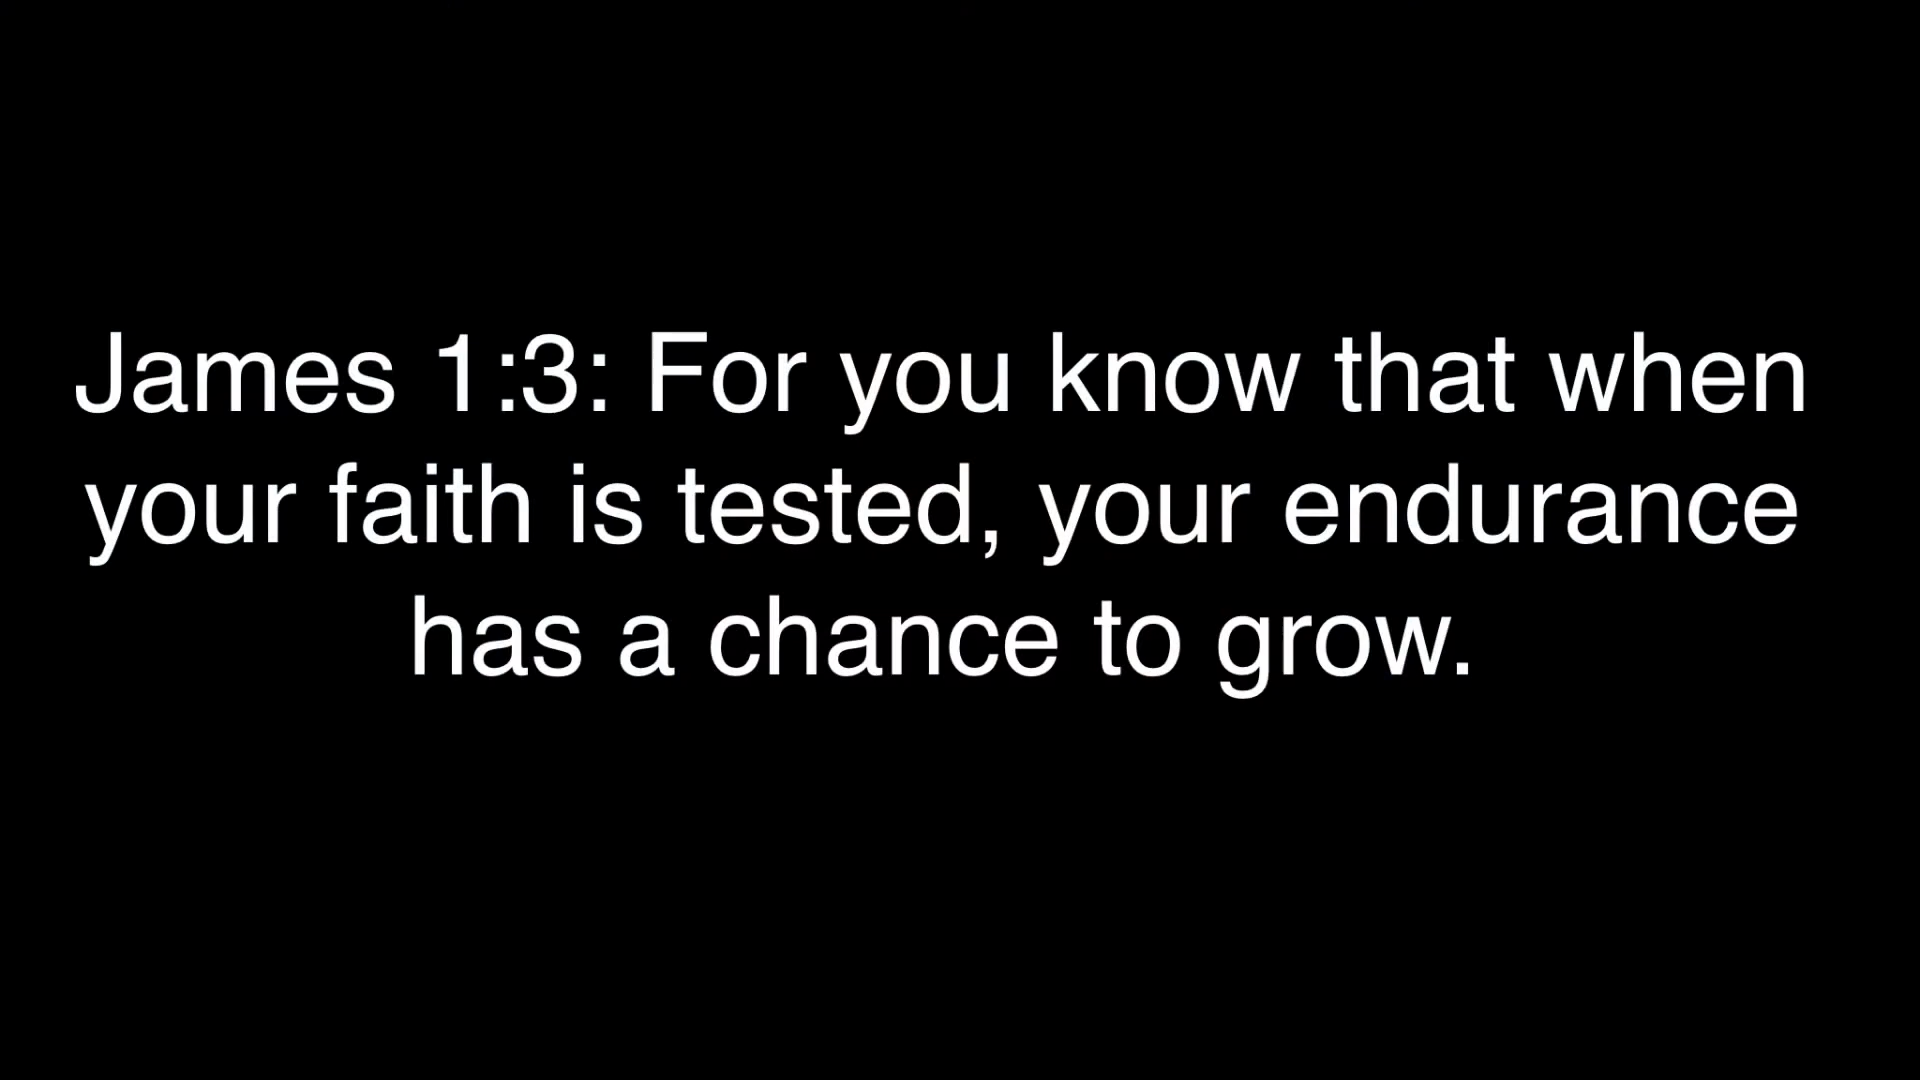 James 1:3: For you know that when
your faith is tested, your endurance
has a chance to grow.